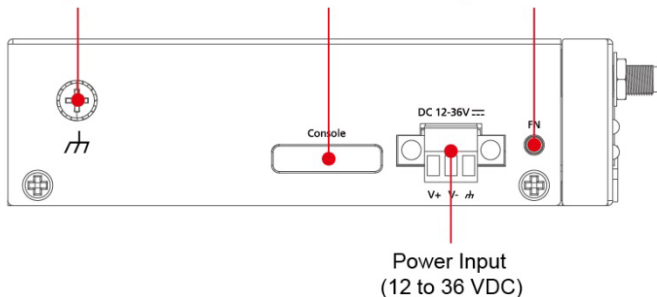 DC 12-36V
Console
FN
V+ V-
Power Input
(12 to 36 VDC)